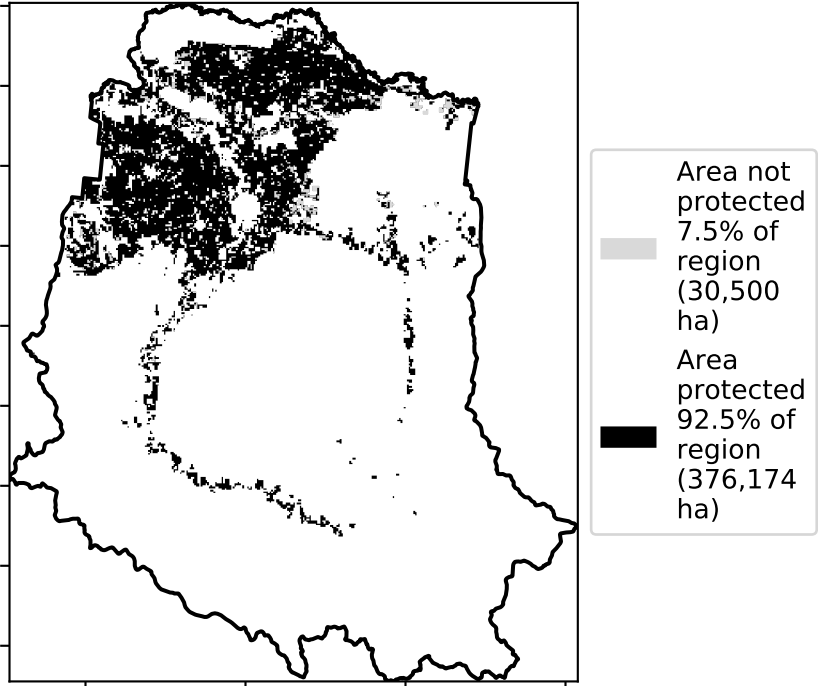 Area not
protected
7.5% of
region
(30,500
ha)
Area
protected
92.5% of
region
(376,174
ha)